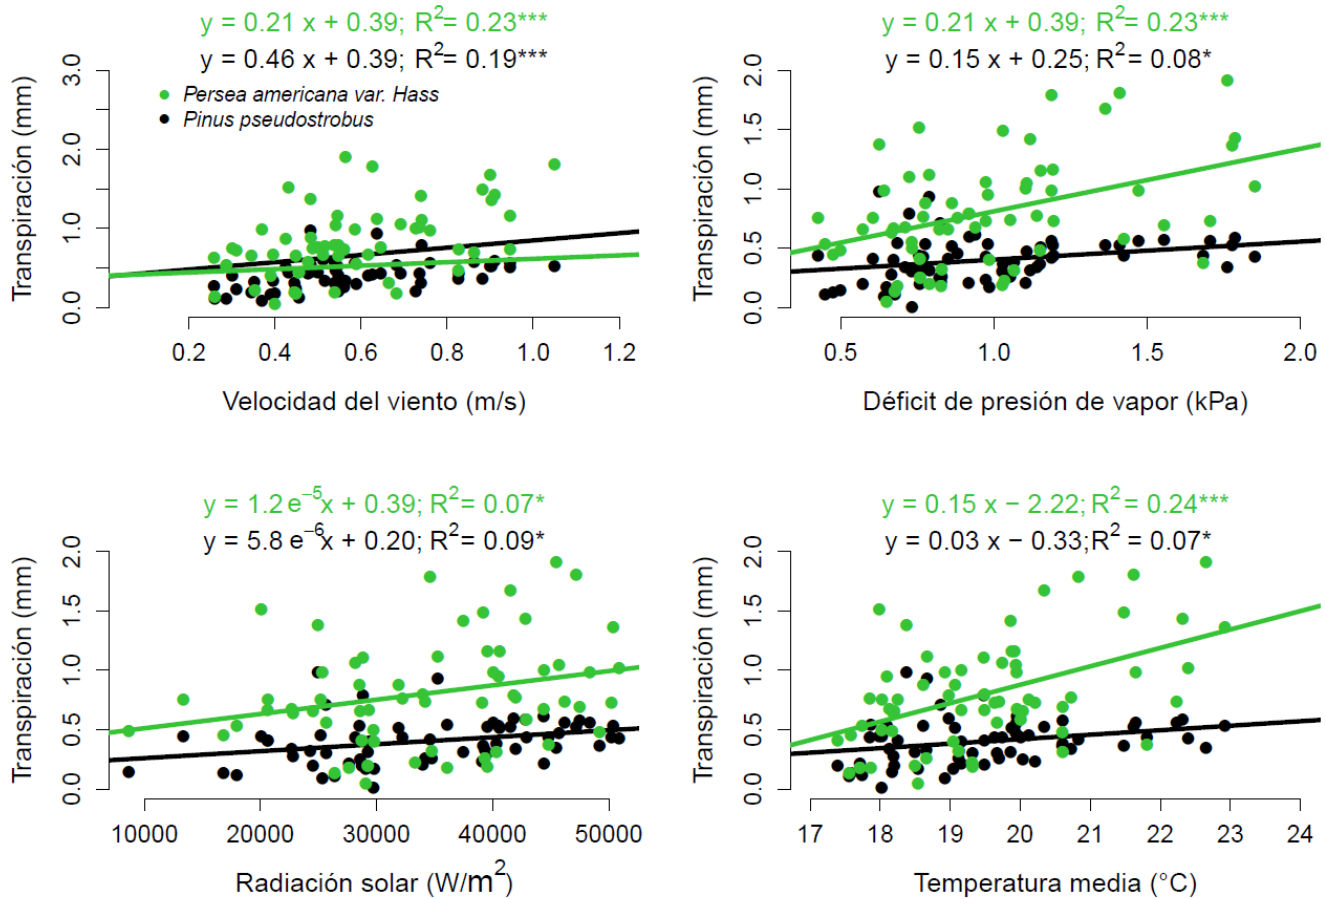 y = 0.21 x + 0.39; R²= 0.23***
y = 0.46 x + 0.39; R²= 0.19***
Transpiración (mm)
3.0
2.0
1.0
0.0
Persea americana var. Hass
Pinus pseudostrobus
0.2 0.4 0.6 0.8 1.0 1.2
Velocidad del viento (m/s)
y = 0.21 x + 0.39; R²= 0.23***
y = 0.15 x + 0.25; R²= 0.08*
Transpiración (mm)
2.0
1.5
1.0
0.5
0.0
0.5 1.0 1.5 2.0
Déficit de presión de vapor (kPa)
y = 1.2 e⁻⁵x + 0.39; R²= 0.07*
y = 5.8 e⁻⁶x + 0.20; R²= 0.09*
Transpiración (mm)
2.0
1.5
1.0
0.5
0.0
10000 20000 30000 40000 50000
Radiación solar (W/m²)
y = 0.15 x − 2.22; R²= 0.24***
y = 0.03 x − 0.33;R² = 0.07*
Transpiración (mm)
2.0
1.5
1.0
0.5
0.0
17 18 19 20 21 22 23 24
Temperatura media (°C)